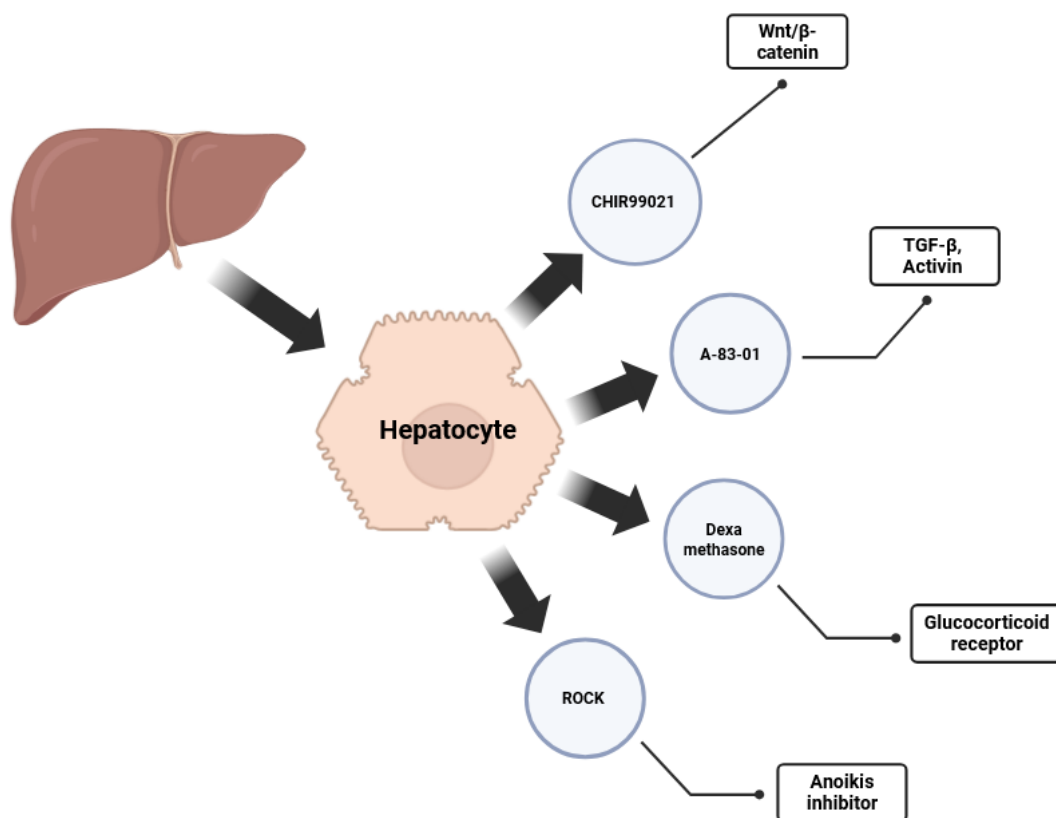 Wnt/β-
catenin
CHIR99021
TGF-β,
Activin
A-83-01
Hepatocyte
Dexa
methasone
Glucocorticoid
receptor
ROCK
Anoikis
inhibitor